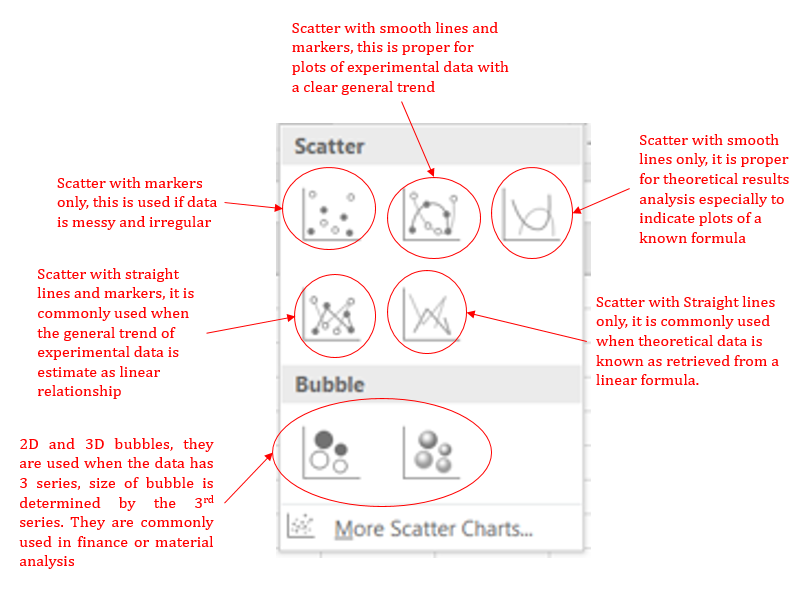 Scatter with smooth lines and
markers, this is proper for
plots of experimental data with
a clear general trend
Scatter
Scatter with smooth
lines only, it is proper
for theoretical results
analysis especially to
indicate plots of a
known formula
Scatter with markers
only, this is used if data
is messy and irregular
Scatter with straight
lines and markers, it is
commonly used when
the general trend of
experimental data is
estimate as linear
relationship
Scatter with Straight lines
only, it is commonly used
when theoretical data is
known as retrieved from a
linear formula.
Bubble
2D and 3D bubbles, they
are used when the data has
3 series, size of bubble is
determined by the 3rd
series. They are commonly
used in finance or material
analysis
More Scatter Charts...